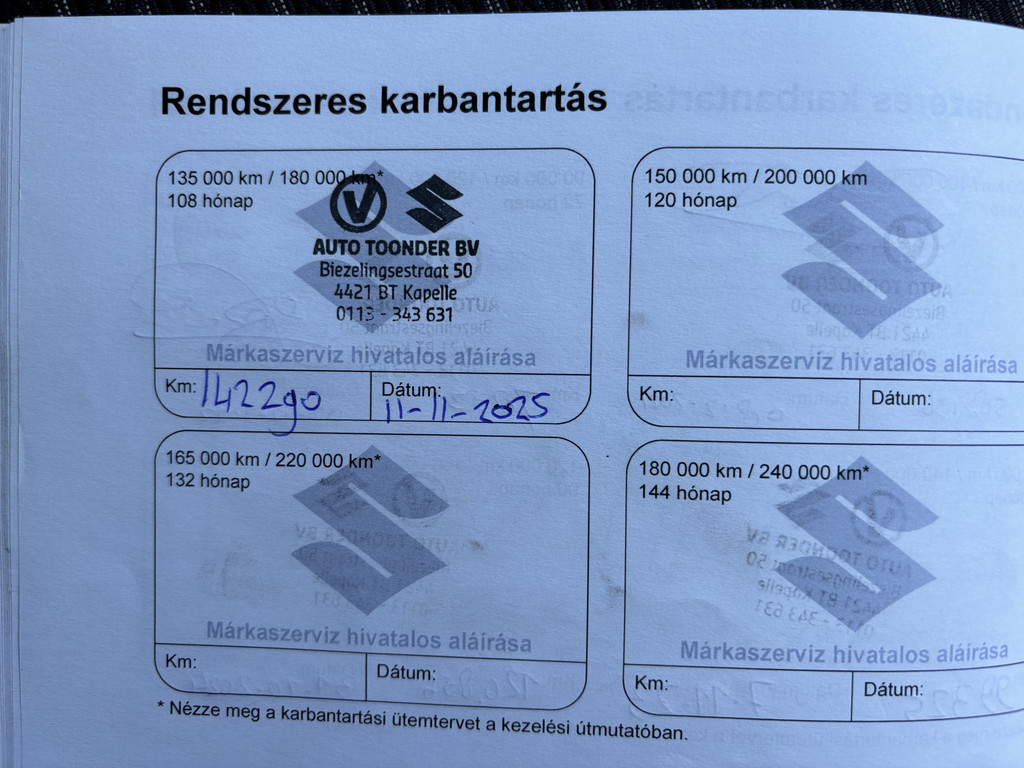 Rendszeres karbantartás
135 000 km / 180 000 km*
108 hónap
V
AUTO TOONDER BV
Biezelingsestraat 50
4421 BT Kapelle
0113 - 343 631
Márkaszerviz hivatalos aláírása
Km: 142290
Dátum: 11-11-2025
150 000 km / 200 000 km
120 hónap
Márkaszerviz hivatalos aláírása
Km:
Dátum:
165 000 km / 220 000 km*
132 hónap
Márkaszerviz hivatalos aláírása
Km:
Dátum:
180 000 km / 240 000 km*
144 hónap
Márkaszerviz hivatalos aláírása
Km:
Dátum:
* Nézze meg a karbantartási ütemtervet a kezelési útmutatóban.